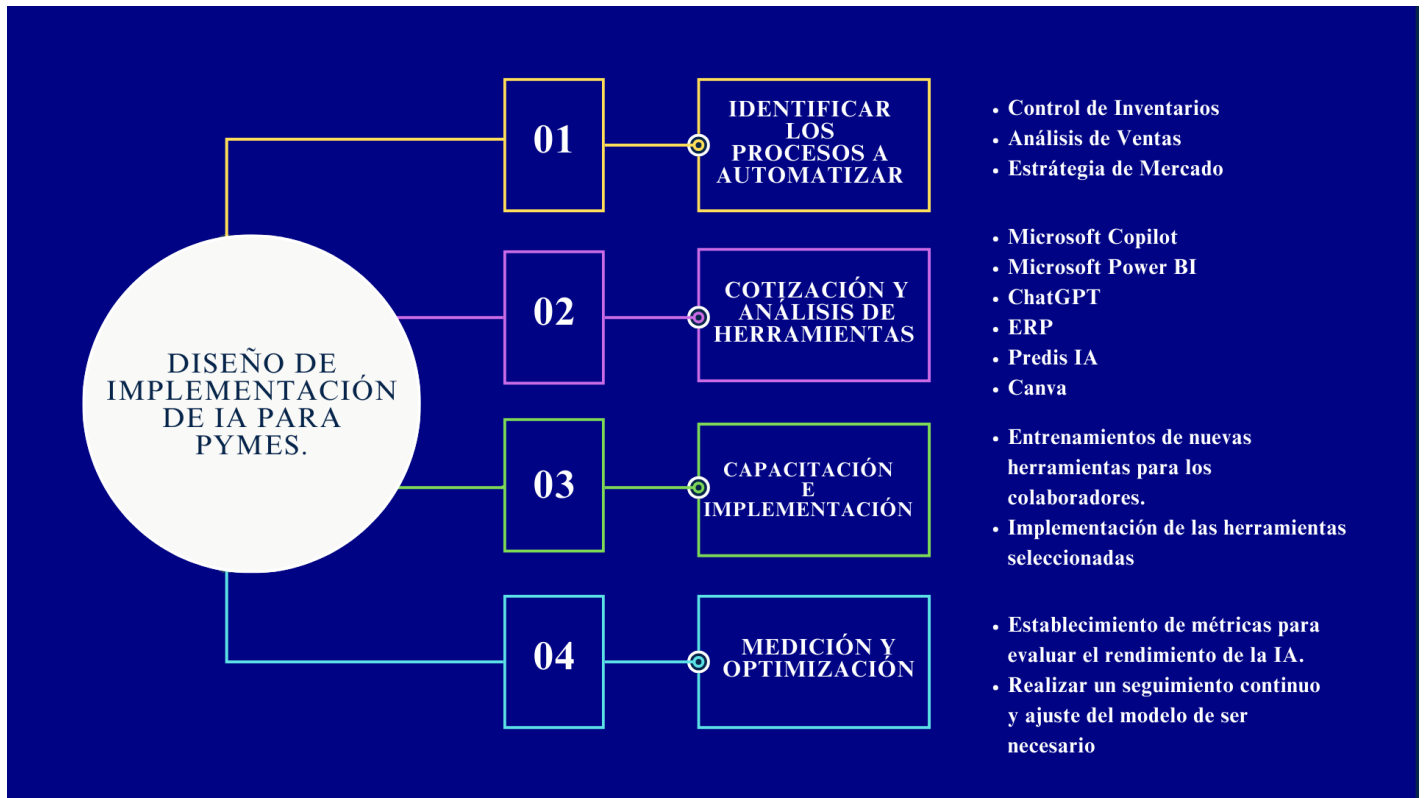 DISEÑO DE
IMPLEMENTACIÓN
DE IA PARA
PYMES.
01
IDENTIFICAR
LOS
PROCESOS A
AUTOMATIZAR
• Control de Inventarios
• Análisis de Ventas
• Estrátegia de Mercado
02
COTIZACIÓN Y
ANÁLISIS DE
HERRAMIENTAS
• Microsoft Copilot
• Microsoft Power BI
• ChatGPT
• ERP
• Predis IA
• Canva
03
CAPACITACIÓN
E
IMPLEMENTACIÓN
• Entrenamientos de nuevas
herramientas para los
colaboradores.
• Implementación de las herramientas
seleccionadas
04
MEDICIÓN Y
OPTIMIZACIÓN
• Establecimiento de métricas para
evaluar el rendimiento de la IA.
• Realizar un seguimiento continuo
y ajuste del modelo de ser
necesario